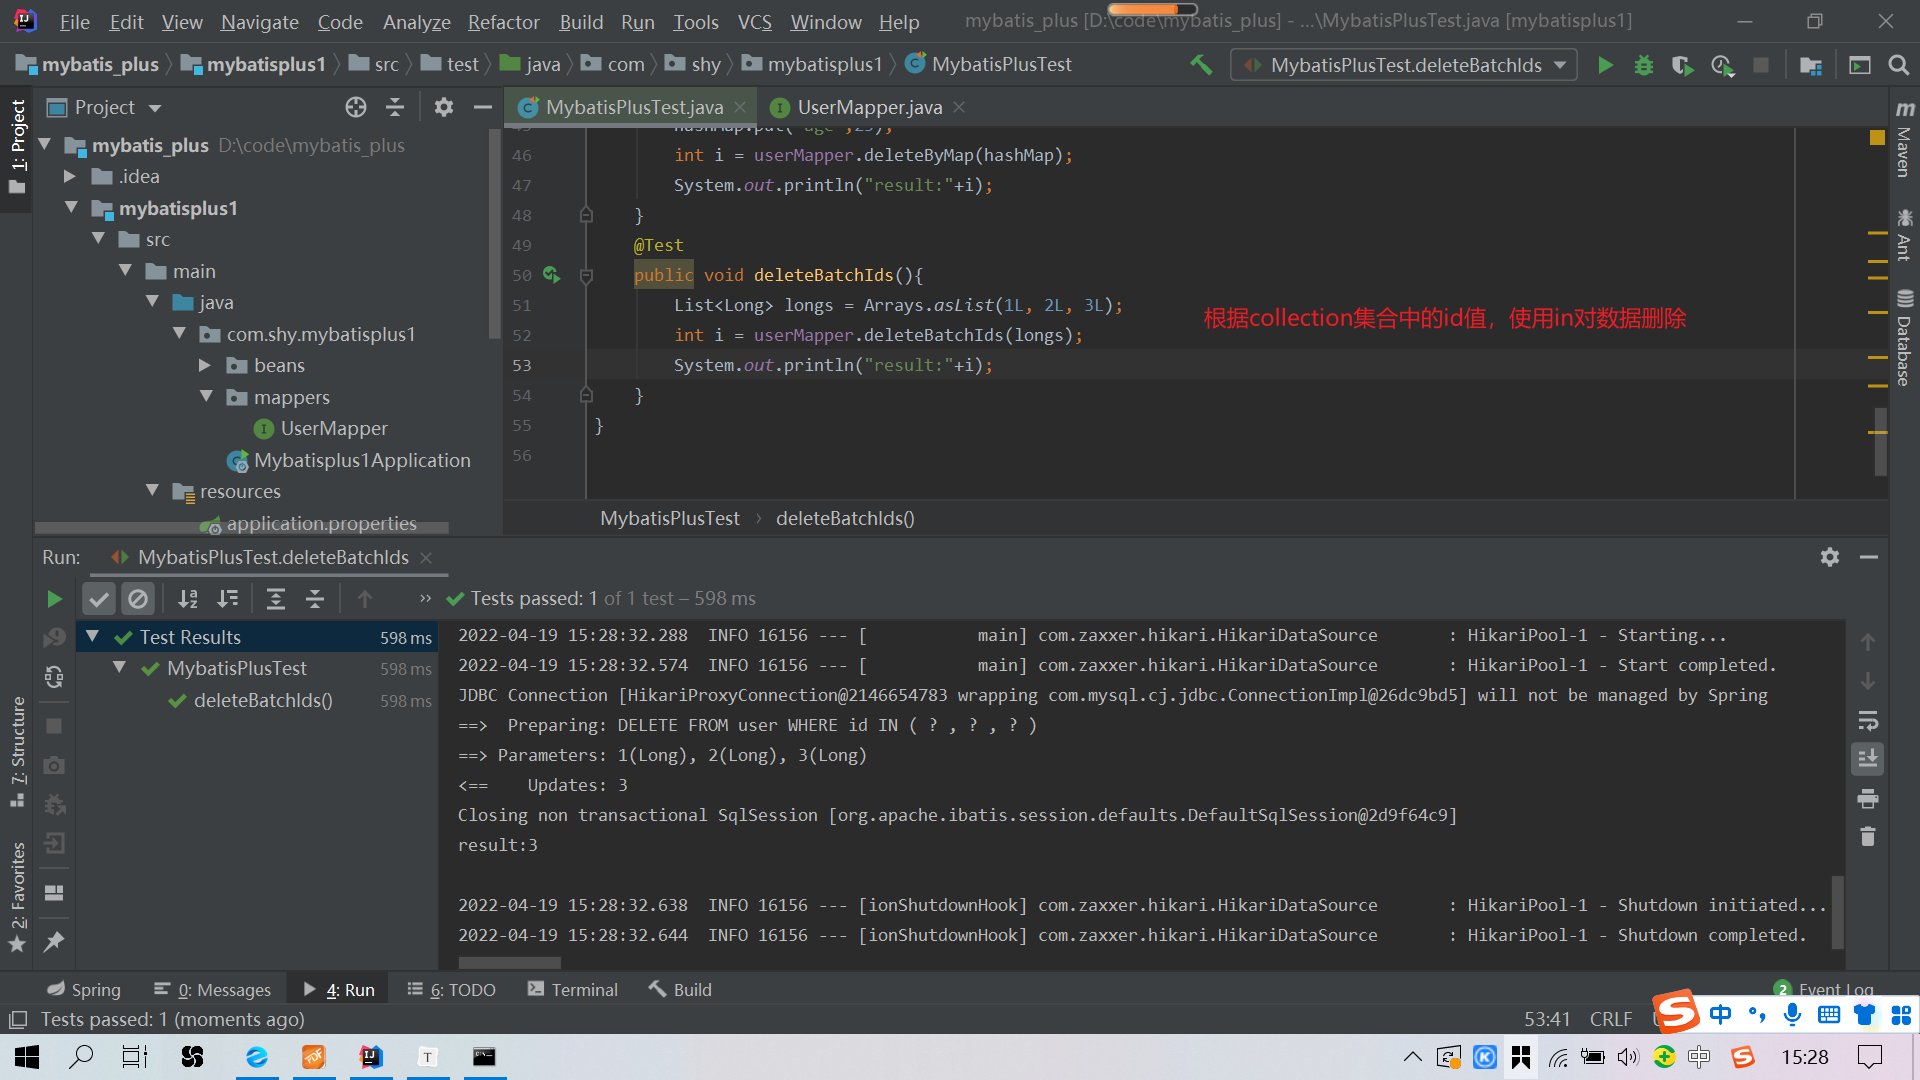 File Edit View Navigate Code Analyze Refactor Build Run Tools VCS Window Help mybatis_plus [D:\code\mybatis_plus] - ...\MybatisPlusTest.java [mybatisplus1]
mybatis_plus mybatisplus1 src test java com shy mybatisplus1 MybatisPlusTest MybatisPlusTest.deleteBatchIds
Project MybatisPlusTest.java UserMapper.java
1: Project
7: Structure
2: Favorites
mybatis_plus D:\code\mybatis_plus
.idea
mybatisplus1
src
main
java
com.shy.mybatisplus1
beans
mappers
UserMapper
Mybatisplus1Application
resources
application.properties
46 int i = userMapper.deleteByMap(hashMap);
47 System.out.println("result:"+i);
48 }
49 @Test
50 public void deleteBatchIds(){
51 List<Long> longs = Arrays.asList(1L, 2L, 3L);
52 int i = userMapper.deleteBatchIds(longs);
53 System.out.println("result:"+i);
54 }
55 }
56
根据collection集合中的id值，使用in对数据删除
MybatisPlusTest › deleteBatchIds()
m Maven
Ant
Database
Run: MybatisPlusTest.deleteBatchIds
Tests passed: 1 of 1 test – 598 ms
Test Results 598 ms
MybatisPlusTest 598 ms
deleteBatchIds() 598 ms
2022-04-19 15:28:32.288  INFO 16156 --- [           main] com.zaxxer.hikari.HikariDataSource       : HikariPool-1 - Starting...
2022-04-19 15:28:32.574  INFO 16156 --- [           main] com.zaxxer.hikari.HikariDataSource       : HikariPool-1 - Start completed.
JDBC Connection [HikariProxyConnection@2146654783 wrapping com.mysql.cj.jdbc.ConnectionImpl@26dc9bd5] will not be managed by Spring
==>  Preparing: DELETE FROM user WHERE id IN ( ? , ? , ? )
==> Parameters: 1(Long), 2(Long), 3(Long)
<==    Updates: 3
Closing non transactional SqlSession [org.apache.ibatis.session.defaults.DefaultSqlSession@2d9f64c9]
result:3
2022-04-19 15:28:32.638  INFO 16156 --- [ionShutdownHook] com.zaxxer.hikari.HikariDataSource       : HikariPool-1 - Shutdown initiated...
2022-04-19 15:28:32.644  INFO 16156 --- [ionShutdownHook] com.zaxxer.hikari.HikariDataSource       : HikariPool-1 - Shutdown completed.
Spring 0: Messages 4: Run 6: TODO Terminal Build 2 Event Log
Tests passed: 1 (moments ago) 53:41 CRLF 中
中 15:28